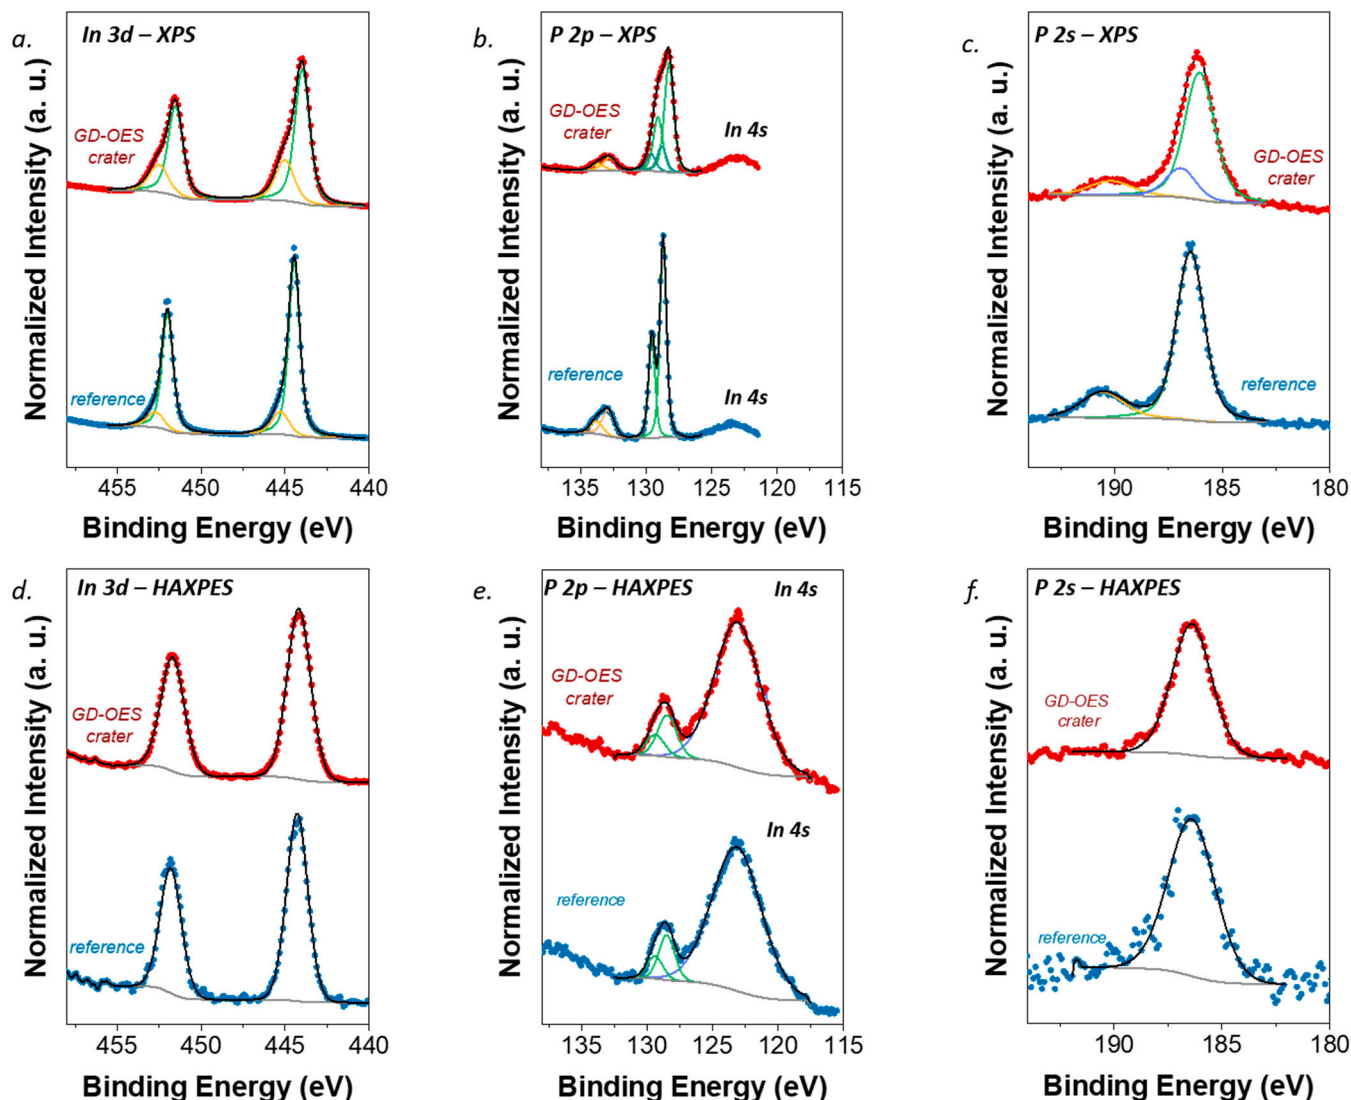 a.
In 3d – XPS
GD-OES
crater
reference
Normalized Intensity (a. u.)
455 450 445 440
Binding Energy (eV)
b.
P 2p – XPS
GD-OES
crater
In 4s
reference
In 4s
Normalized Intensity (a. u.)
135 130 125 120 115
Binding Energy (eV)
c.
P 2s – XPS
GD-OES
crater
reference
Normalized Intensity (a. u.)
190 185 180
Binding Energy (eV)
d.
In 3d – HAXPES
GD-OES
crater
reference
Normalized Intensity (a. u.)
455 450 445 440
Binding Energy (eV)
e.
P 2p – HAXPES
In 4s
GD-OES
crater
In 4s
reference
Normalized Intensity (a. u.)
135 130 125 120 115
Binding Energy (eV)
f.
P 2s – HAXPES
GD-OES
crater
reference
Normalized Intensity (a. u.)
190 185 180
Binding Energy (eV)